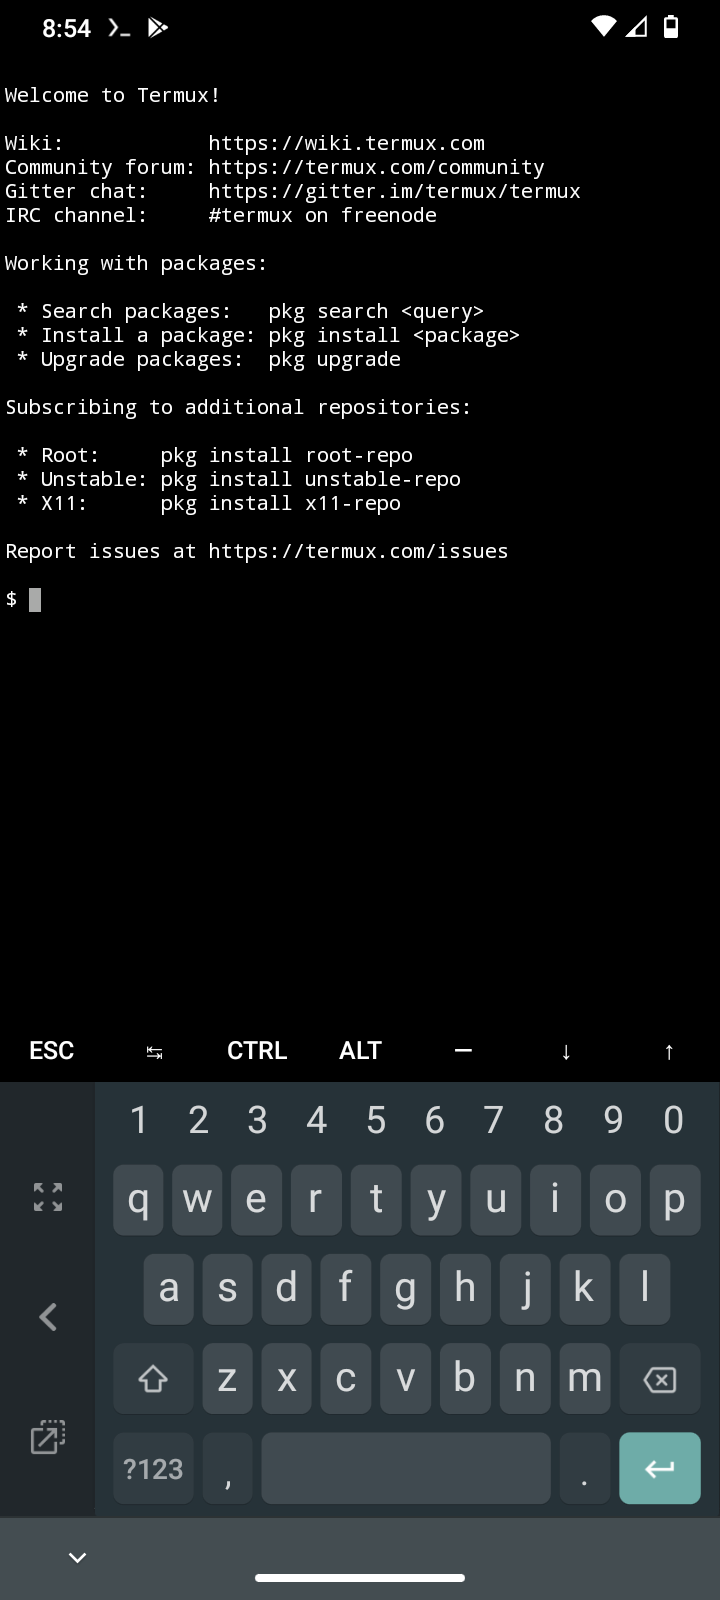 8:54
Welcome to Termux!
Wiki: https://wiki.termux.com
Community forum: https://termux.com/community
Gitter chat: https://gitter.im/termux/termux
IRC channel: #termux on freenode
Working with packages:
* Search packages: pkg search <query>
* Install a package: pkg install <package>
* Upgrade packages: pkg upgrade
Subscribing to additional repositories:
* Root: pkg install root-repo
* Unstable: pkg install unstable-repo
* X11: pkg install x11-repo
Report issues at https://termux.com/issues
$
ESC ↹ CTRL ALT — ↓ ↑
1 2 3 4 5 6 7 8 9 0
q w e r t y u i o p
a s d f g h j k l
z x c v b n m
?123 , .